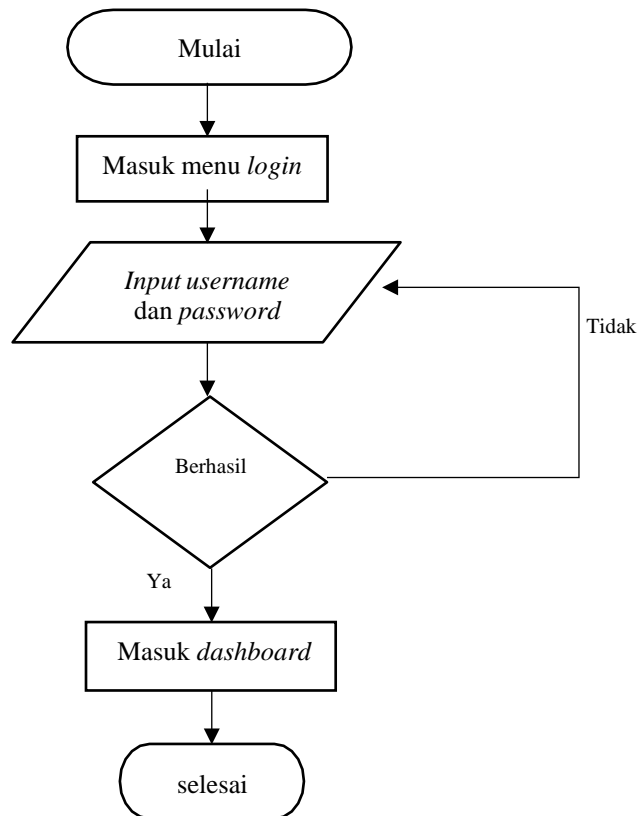 Mulai
Masuk menu login
Input username
dan password
Tidak
Berhasil
Ya
Masuk dashboard
selesai